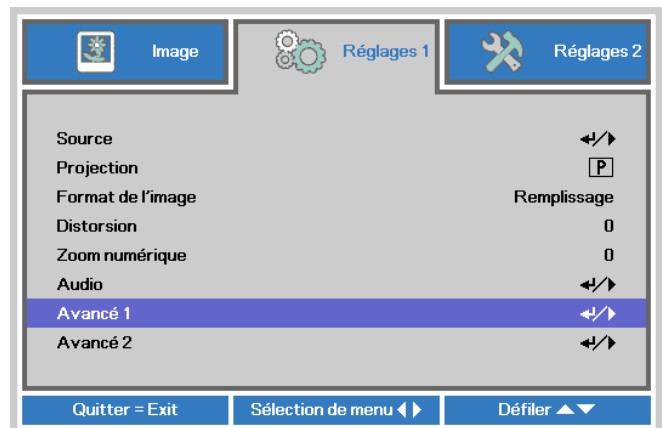 Image
Réglages 1
Réglages 2
Source ↵/▶
Projection P
Format de l'image Remplissage
Distorsion 0
Zoom numérique 0
Audio ↵/▶
Avancé 1 ↵/▶
Avancé 2 ↵/▶
Quitter = Exit
Sélection de menu ◀ ▶
Défiler ▲▼